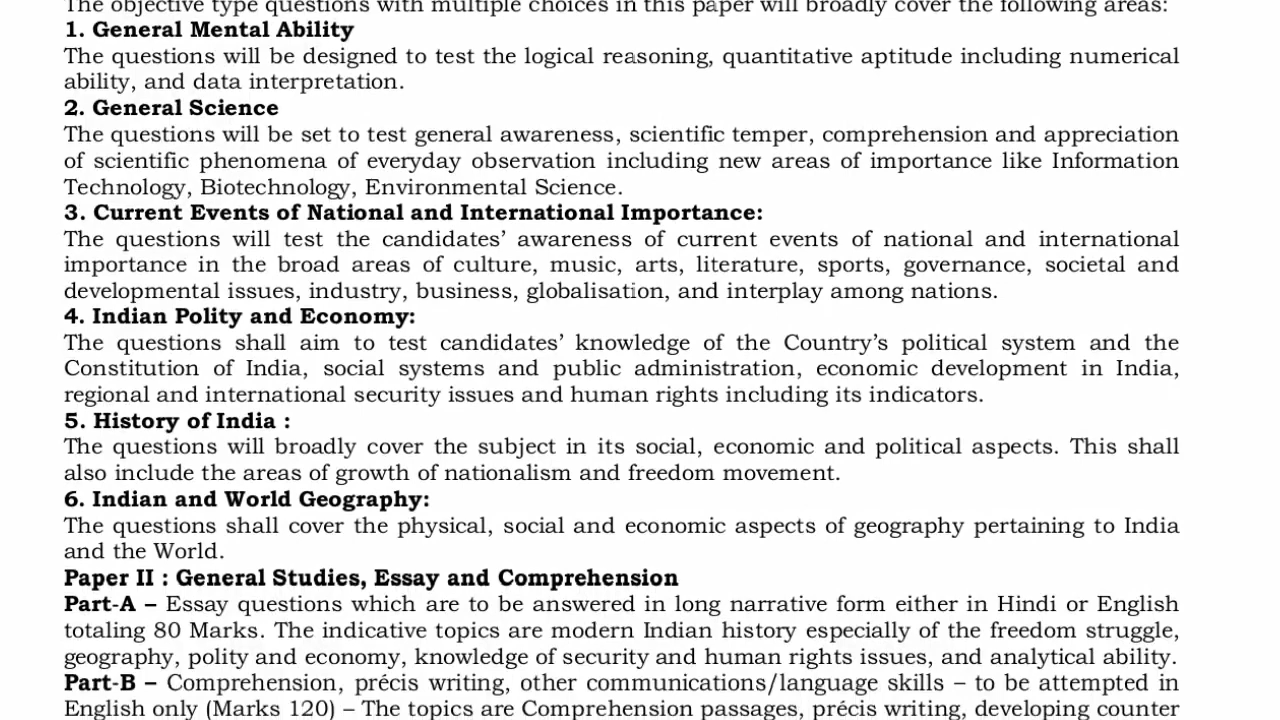 The objective type questions with multiple choices in this paper will broadly cover the following areas:
1. General Mental Ability
The questions will be designed to test the logical reasoning, quantitative aptitude including numerical
ability, and data interpretation.
2. General Science
The questions will be set to test general awareness, scientific temper, comprehension and appreciation
of scientific phenomena of everyday observation including new areas of importance like Information
Technology, Biotechnology, Environmental Science.
3. Current Events of National and International Importance:
The questions will test the candidates’ awareness of current events of national and international
importance in the broad areas of culture, music, arts, literature, sports, governance, societal and
developmental issues, industry, business, globalisation, and interplay among nations.
4. Indian Polity and Economy:
The questions shall aim to test candidates’ knowledge of the Country’s political system and the
Constitution of India, social systems and public administration, economic development in India,
regional and international security issues and human rights including its indicators.
5. History of India :
The questions will broadly cover the subject in its social, economic and political aspects. This shall
also include the areas of growth of nationalism and freedom movement.
6. Indian and World Geography:
The questions shall cover the physical, social and economic aspects of geography pertaining to India
and the World.
Paper II : General Studies, Essay and Comprehension
Part-A – Essay questions which are to be answered in long narrative form either in Hindi or English
totaling 80 Marks. The indicative topics are modern Indian history especially of the freedom struggle,
geography, polity and economy, knowledge of security and human rights issues, and analytical ability.
Part-B – Comprehension, précis writing, other communications/language skills – to be attempted in
English only (Marks 120) – The topics are Comprehension passages, précis writing, developing counter